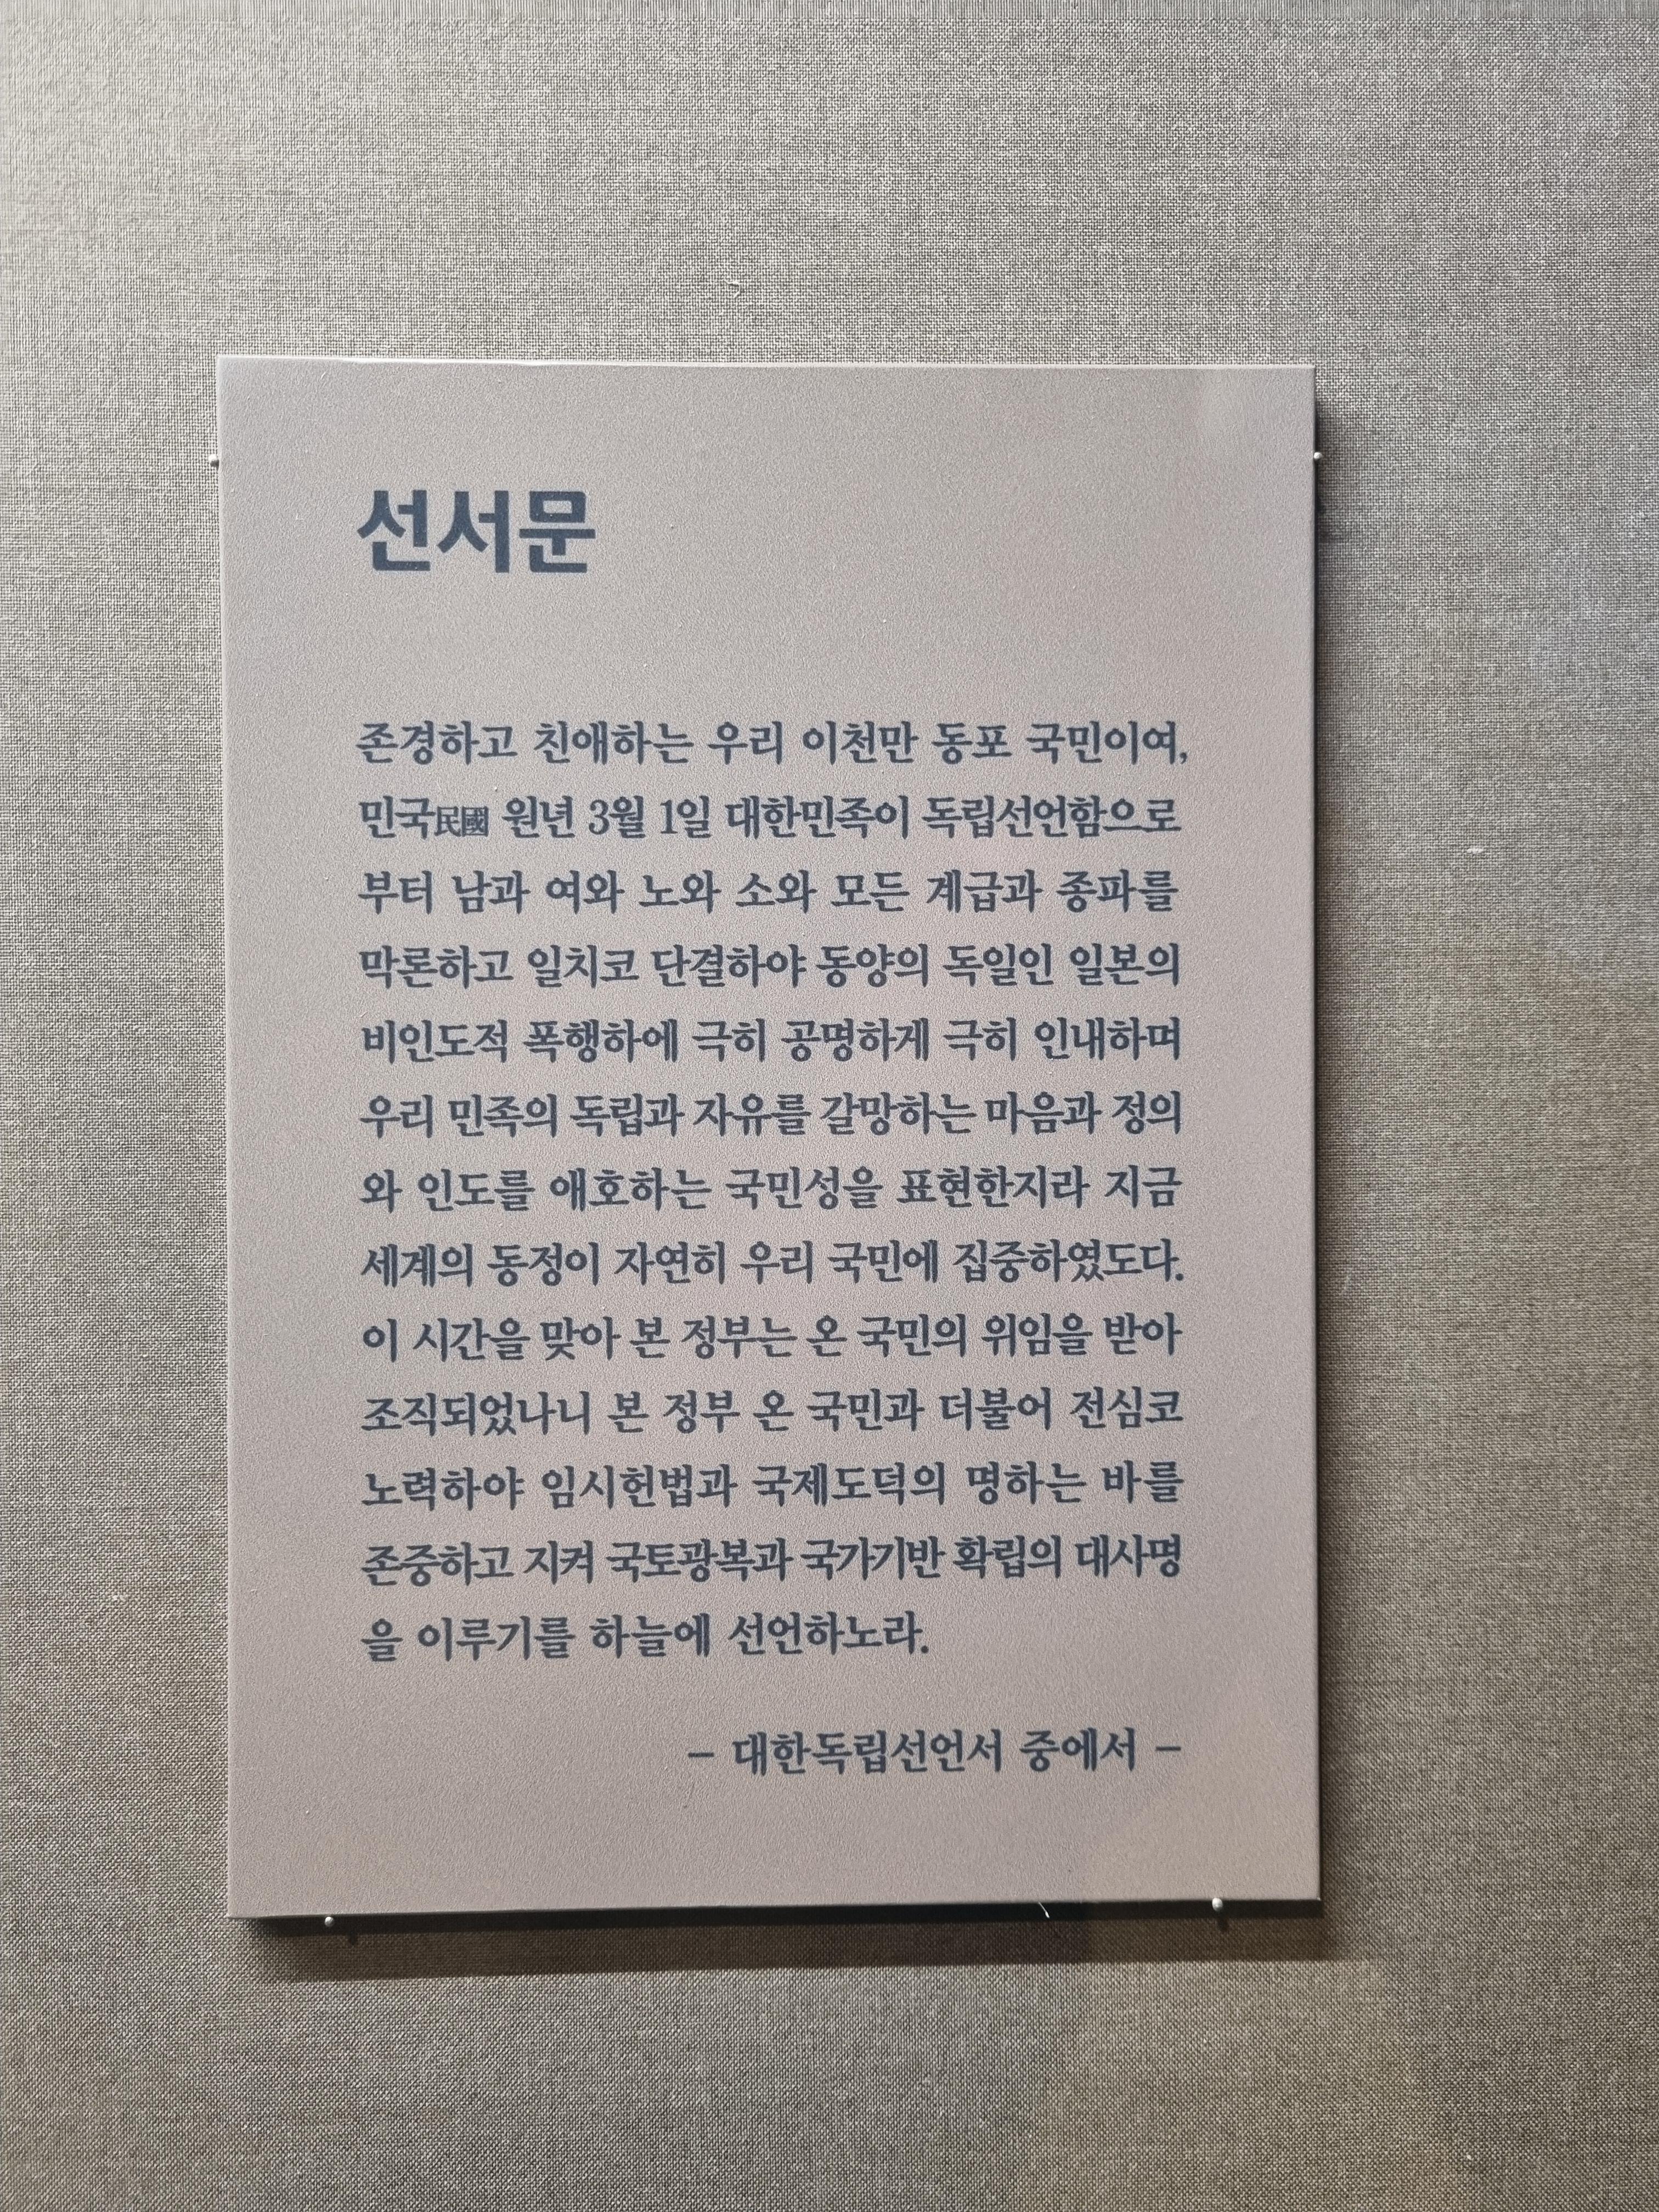 선서문
존경하고 친애하는 우리 이천만 동포 국민이여,
민국民國 원년 3월 1일 대한민족이 독립선언함으로
부터 남과 여와 노와 소와 모든 계급과 종파를
막론하고 일치코 단결하야 동양의 독일인 일본의
비인도적 폭행하에 극히 공명하게 극히 인내하며
우리 민족의 독립과 자유를 갈망하는 마음과 정의
와 인도를 애호하는 국민성을 표현한지라 지금
세계의 동정이 자연히 우리 국민에 집중하였도다.
이 시간을 맞아 본 정부는 온 국민의 위임을 받아
조직되었나니 본 정부 온 국민과 더불어 전심코
노력하야 임시헌법과 국제도덕의 명하는 바를
존중하고 지켜 국토광복과 국가기반 확립의 대사명
을 이루기를 하늘에 선언하노라.
– 대한독립선언서 중에서 –